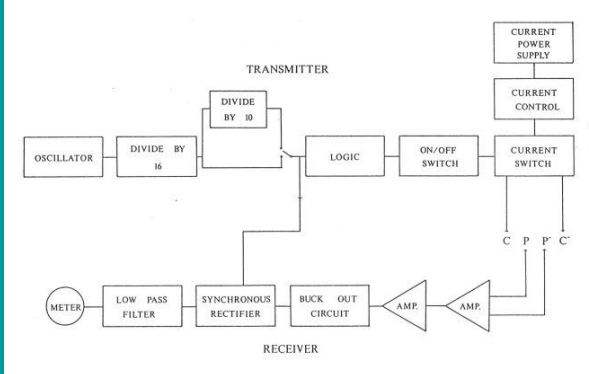 CURRENT
POWER
SUPPLY
TRANSMITTER
CURRENT
CONTROL
DIVIDE
BY 10
OSCILLATOR
DIVIDE BY
16
LOGIC
ON/OFF
SWITCH
CURRENT
SWITCH
C P P' C'
METER
LOW PASS
FILTER
SYNCHRONOUS
RECTIFIER
BUCK OUT
CIRCUIT
AMP.
AMP.
RECEIVER